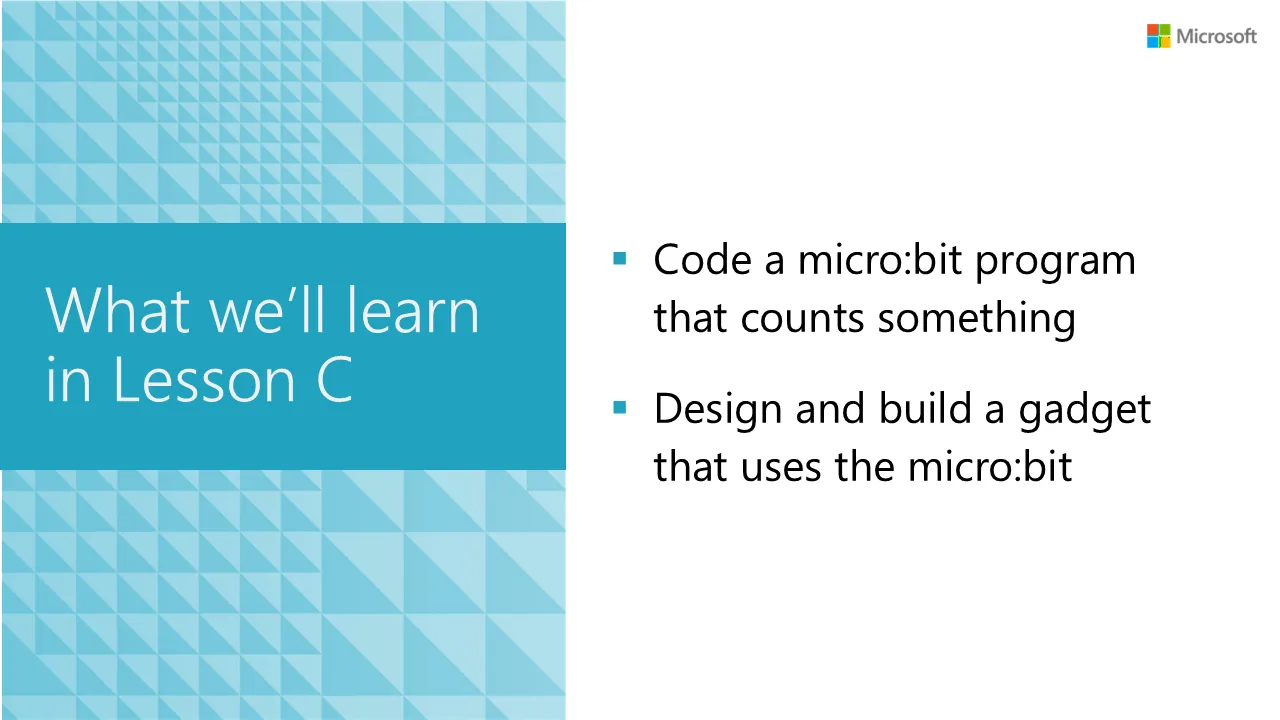 Microsoft
What we’ll learn
in Lesson C
▪ Code a micro:bit program
that counts something
▪ Design and build a gadget
that uses the micro:bit